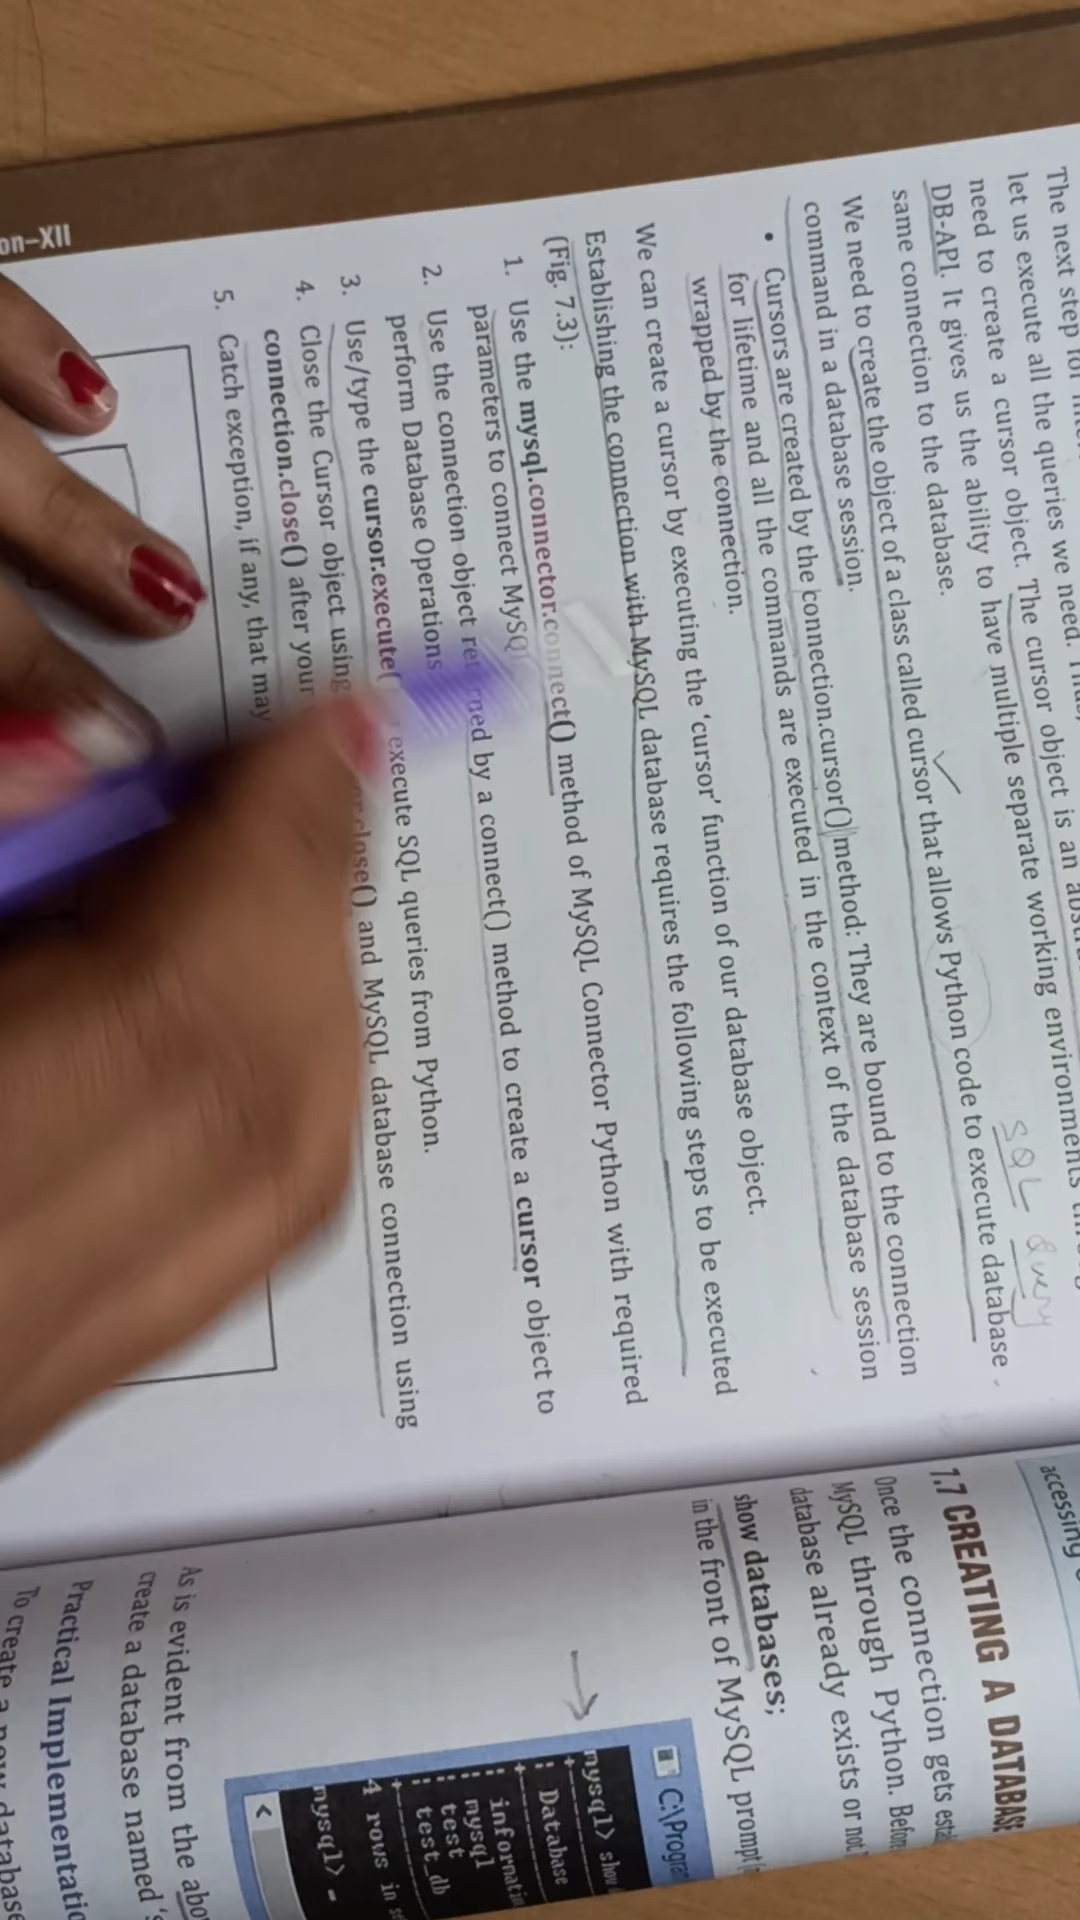 The next step
let us execute all the queries we need.
need to create a cursor object. The cursor object is an
DB-API. It gives us the ability to have multiple separate working environments
same connection to the database.
We need to create the object of a class called cursor that allows Python code to execute database
command in a database session.
SQL Query
• Cursors are created by the connection.cursor() method: They are bound to the connection
for lifetime and all the commands are executed in the context of the database session
wrapped by the connection.
We can create a cursor by executing the ‘cursor’ function of our database object.
Establishing the connection with MySQL database requires the following steps to be executed
(Fig. 7.3):
1. Use the mysql.connector.connect() method of MySQL Connector Python with required
parameters to connect MySQ
2. Use the connection object returned by a connect() method to create a cursor object to
perform Database Operations
3. Use/type the cursor.execute( execute SQL queries from Python.
4. Close the Cursor object using close() and MySQL database connection using
connection.close() after your
5. Catch exception, if any, that may
on–XII
accessing
7.7 CREATING A DATABASE
Once the connection gets
MySQL through Python. Before
database already exists or not
show databases;
in the front of MySQL prompt
C:\Progra
mysql> show
Database
informati
mysql
test
test_db
4 rows in
mysql> -
As is evident from the
create a database named
Practical Implementatio
To create a new database